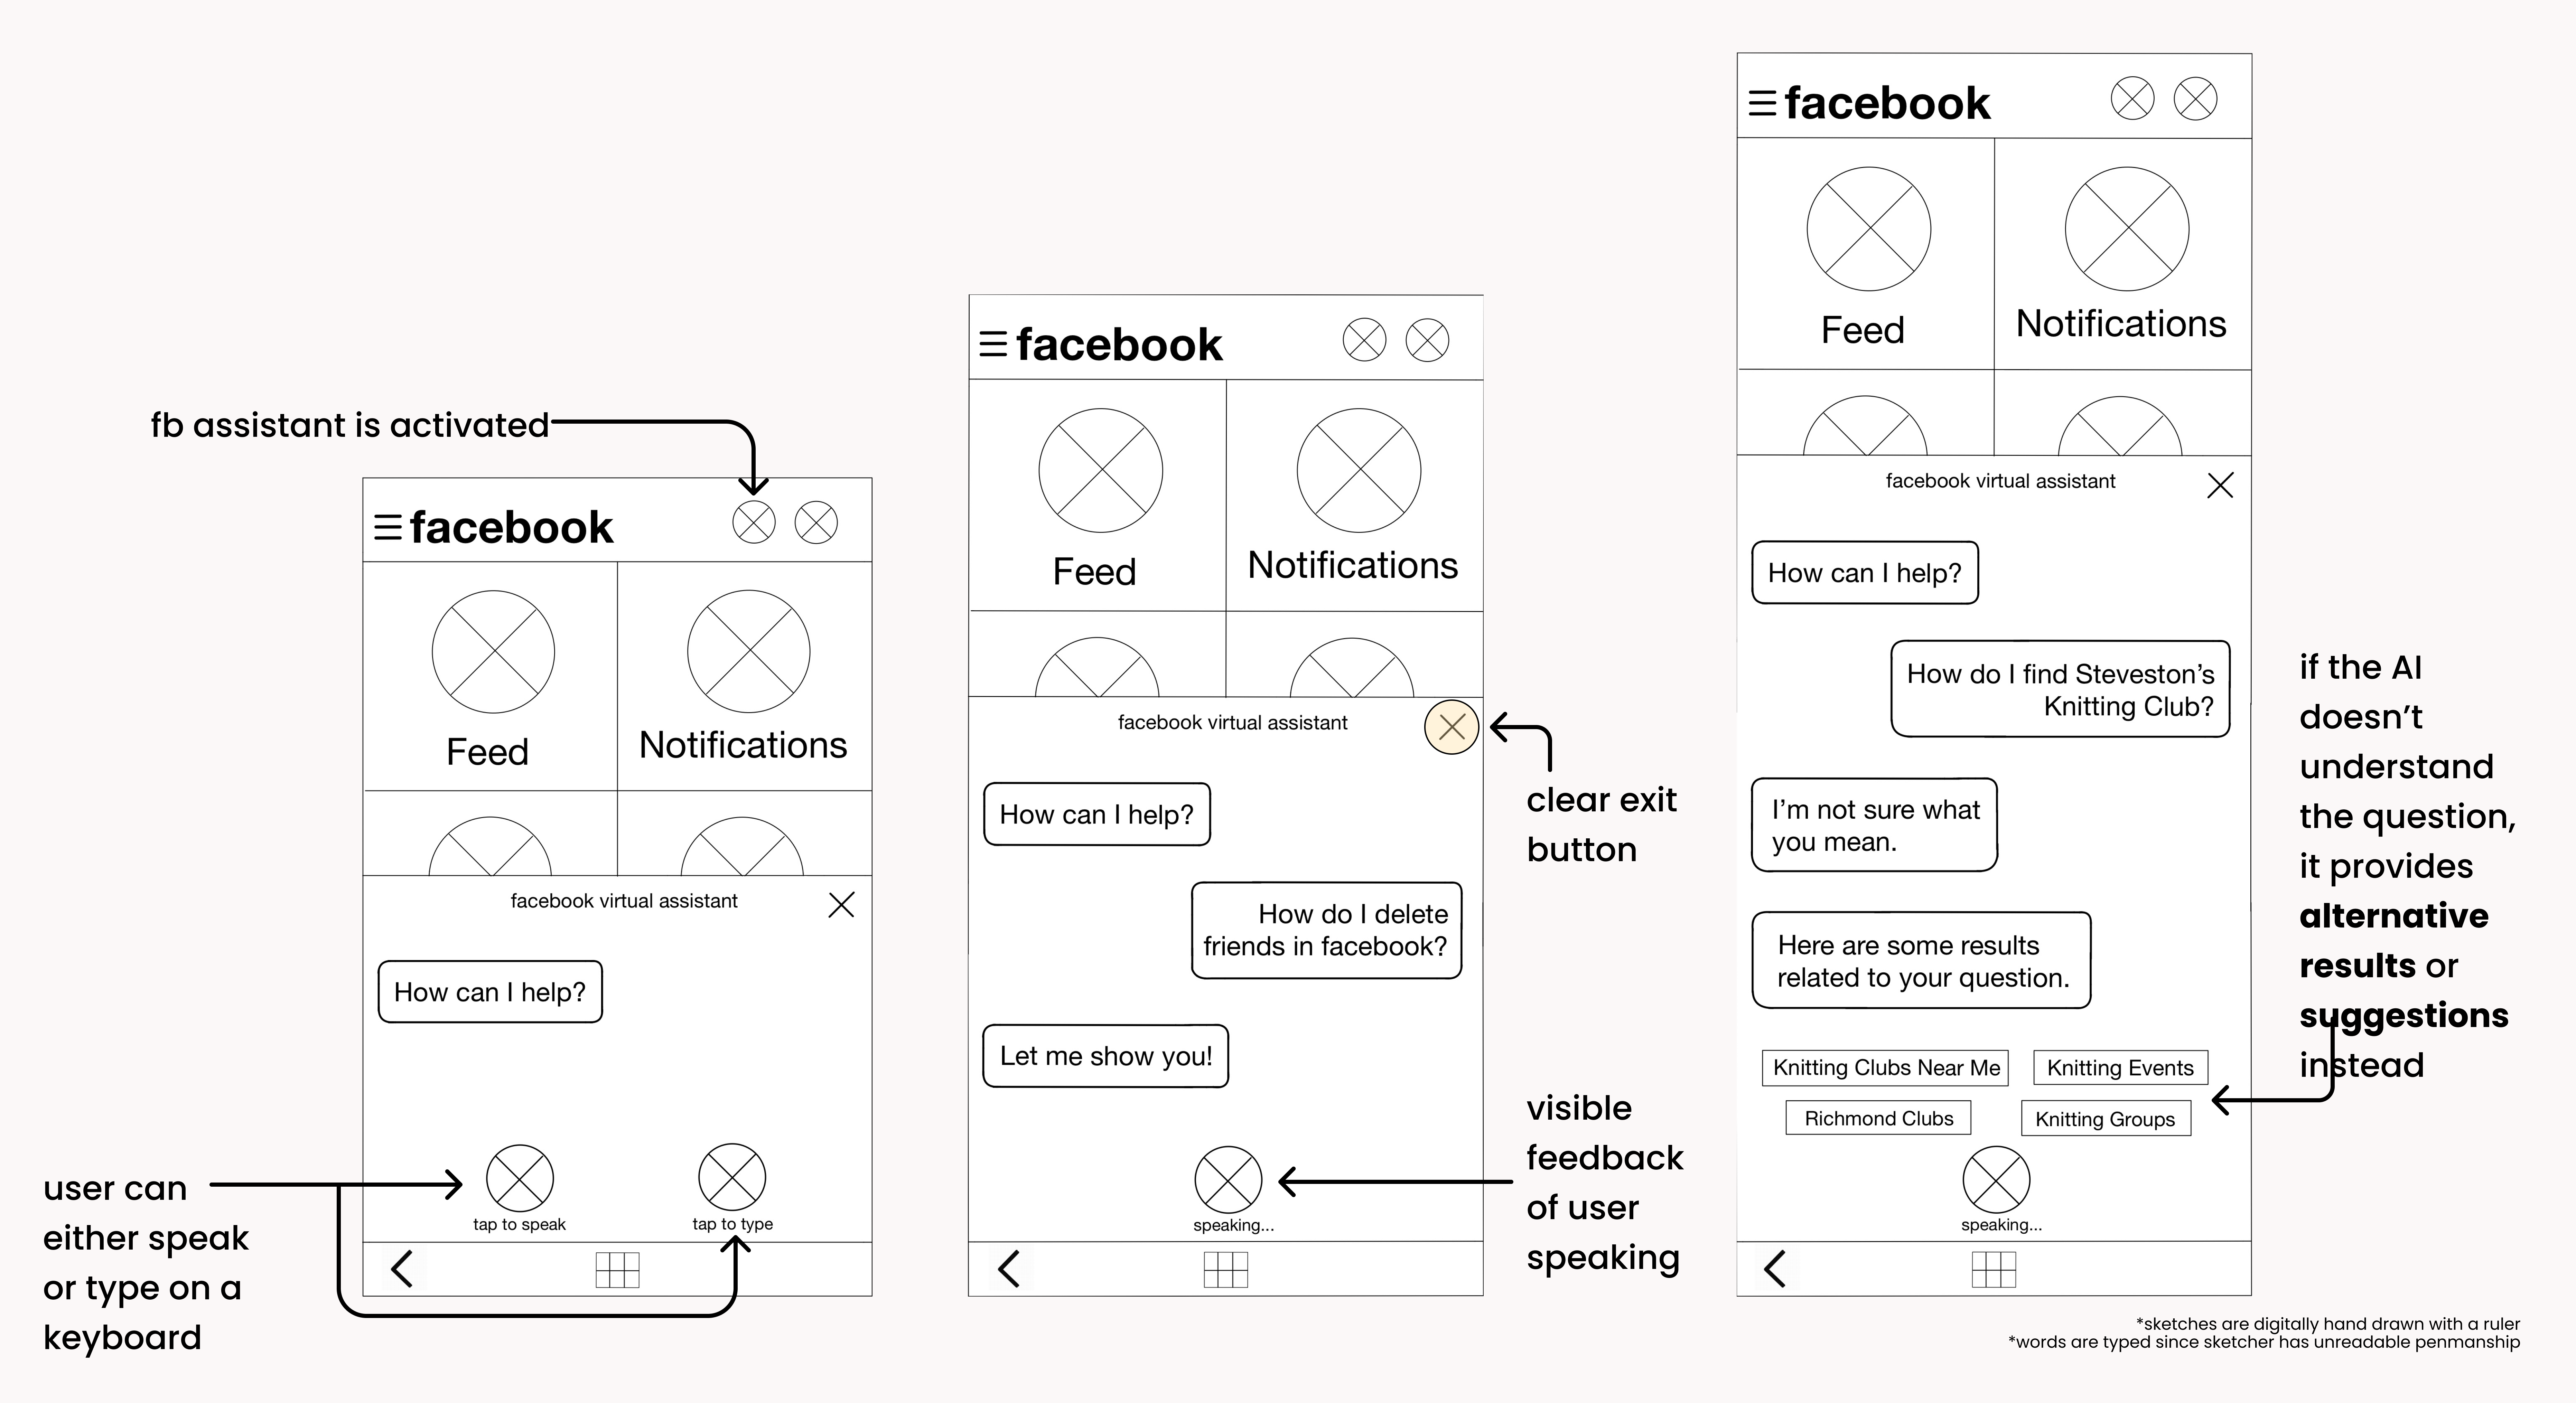 fb assistant is activated
facebook
Feed
Notifications
facebook virtual assistant
How can I help?
tap to speak
tap to type
user can
either speak
or type on a
keyboard
facebook
Feed
Notifications
facebook virtual assistant
How can I help?
How do I delete
friends in facebook?
Let me show you!
speaking...
clear exit
button
visible
feedback
of user
speaking
facebook
Feed
Notifications
facebook virtual assistant
How can I help?
How do I find Steveston's
Knitting Club?
I'm not sure what
you mean.
Here are some results
related to your question.
Knitting Clubs Near Me
Knitting Events
Richmond Clubs
Knitting Groups
speaking...
if the AI
doesn't
understand
the question,
it provides
alternative
results or
suggestions
instead
*sketches are digitally hand drawn with a ruler
*words are typed since sketcher has unreadable penmanship